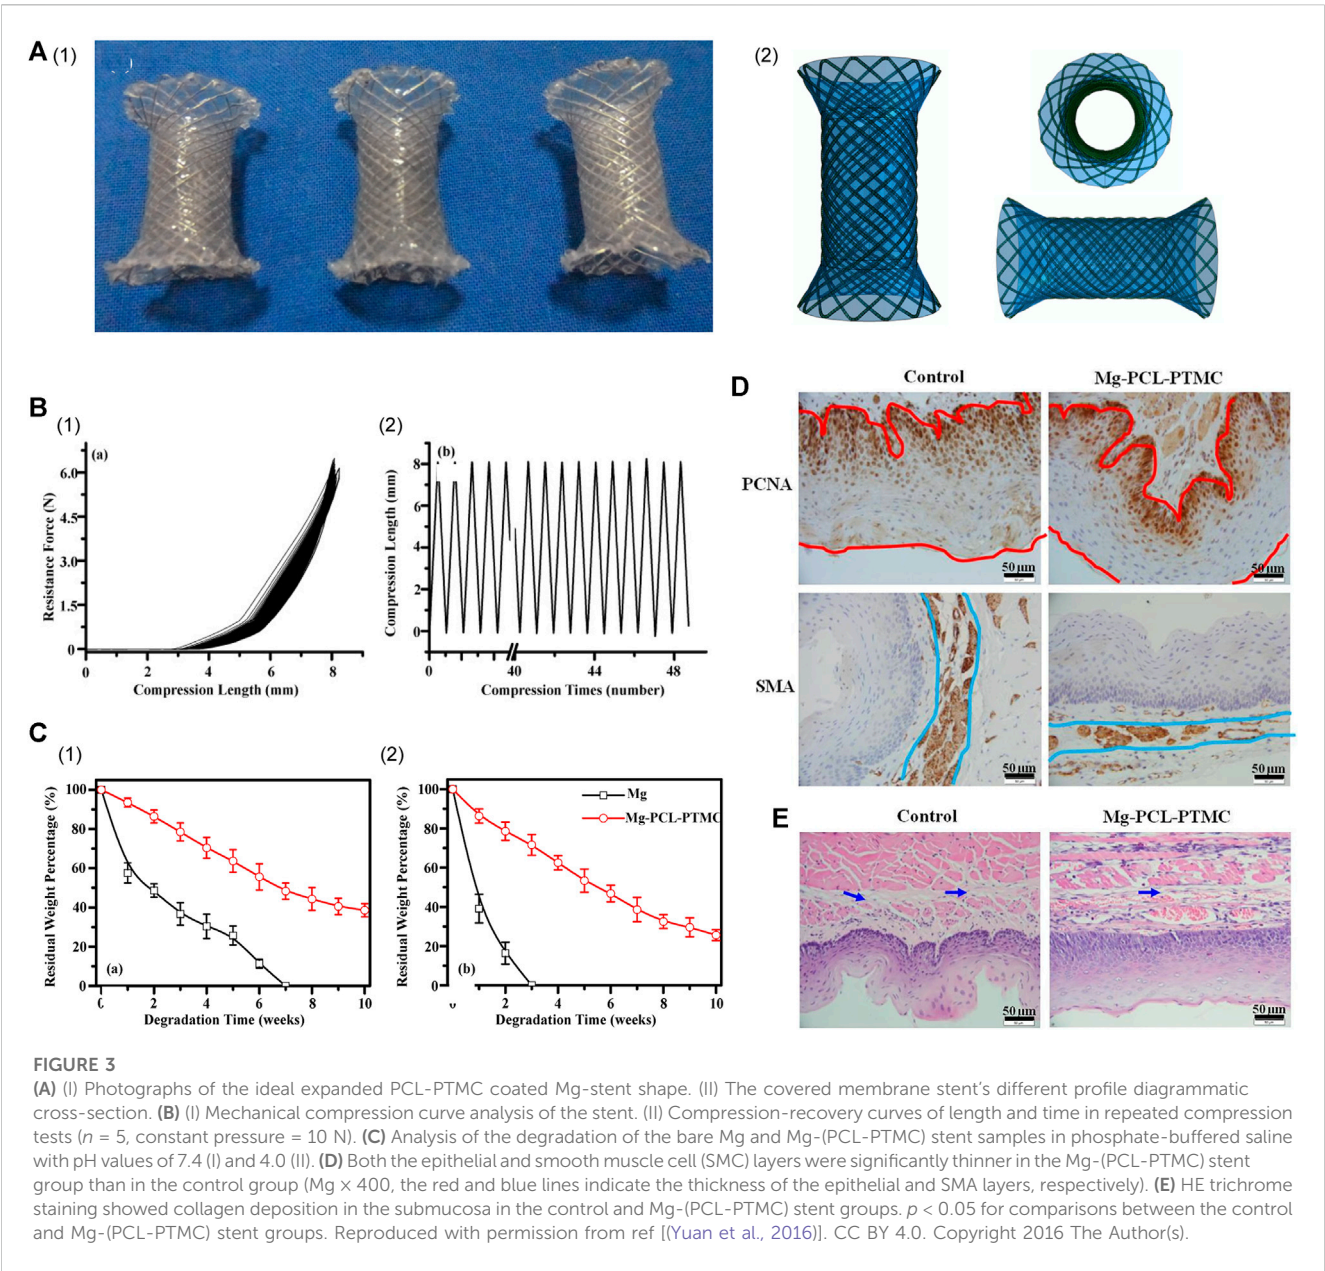 A (1)
(2)
B
(1)
(a)
6.0
4.5
3.0
1.5
0
Resistance Force (N)
0 2 4 6 8
Compression Length (mm)
(2)
(b)
8
6
4
2
0
Compression Length (mm)
0 40 44 48
Compression Times (number)
C
(1)
100
80
60
40
20
0
Residual Weight Percentage (%)
(a)
2 4 6 8 10
Degradation Time (weeks)
(2)
100
80
60
40
20
0
Residual Weight Percentage (%)
Mg
Mg-PCL-PTMC
(b)
2 4 6 8 10
Degradation Time (weeks)
D
Control Mg-PCL-PTMC
PCNA
50 µm 50 µm
SMA
50 µm 50 µm
E
Control Mg-PCL-PTMC
50 µm 50 µm
FIGURE 3
(A) (I) Photographs of the ideal expanded PCL-PTMC coated Mg-stent shape. (II) The covered membrane stent's different profile diagrammatic
cross-section. (B) (I) Mechanical compression curve analysis of the stent. (II) Compression-recovery curves of length and time in repeated compression
tests (n = 5, constant pressure = 10 N). (C) Analysis of the degradation of the bare Mg and Mg-(PCL-PTMC) stent samples in phosphate-buffered saline
with pH values of 7.4 (I) and 4.0 (II). (D) Both the epithelial and smooth muscle cell (SMC) layers were significantly thinner in the Mg-(PCL-PTMC) stent
group than in the control group (Mg × 400, the red and blue lines indicate the thickness of the epithelial and SMA layers, respectively). (E) HE trichrome
staining showed collagen deposition in the submucosa in the control and Mg-(PCL-PTMC) stent groups. p < 0.05 for comparisons between the control
and Mg-(PCL-PTMC) stent groups. Reproduced with permission from ref [(Yuan et al., 2016)]. CC BY 4.0. Copyright 2016 The Author(s).